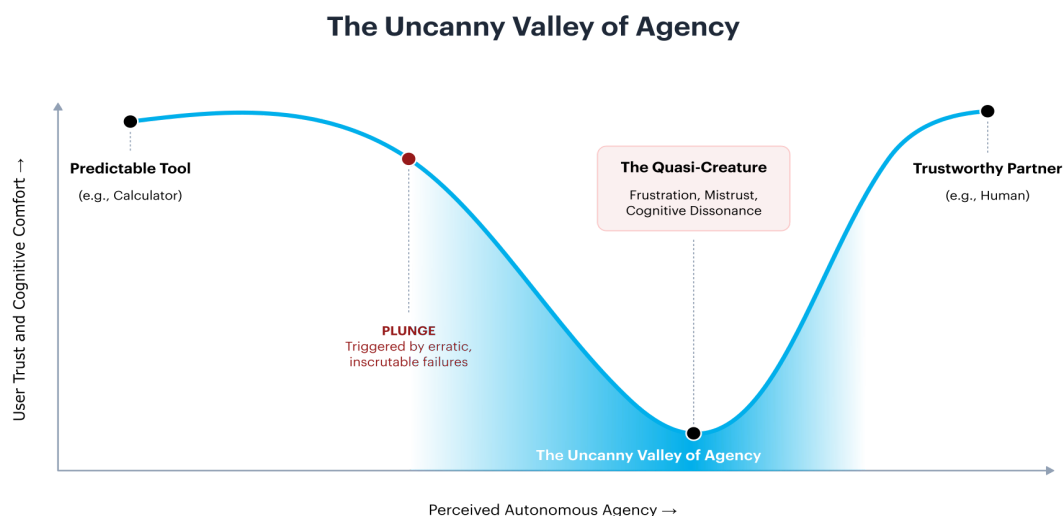 The Uncanny Valley of Agency
User Trust and Cognitive Comfort →
Predictable Tool
(e.g., Calculator)
PLUNGE
Triggered by erratic,
inscrutable failures
The Quasi-Creature
Frustration, Mistrust,
Cognitive Dissonance
Trustworthy Partner
(e.g., Human)
The Uncanny Valley of Agency
Perceived Autonomous Agency →